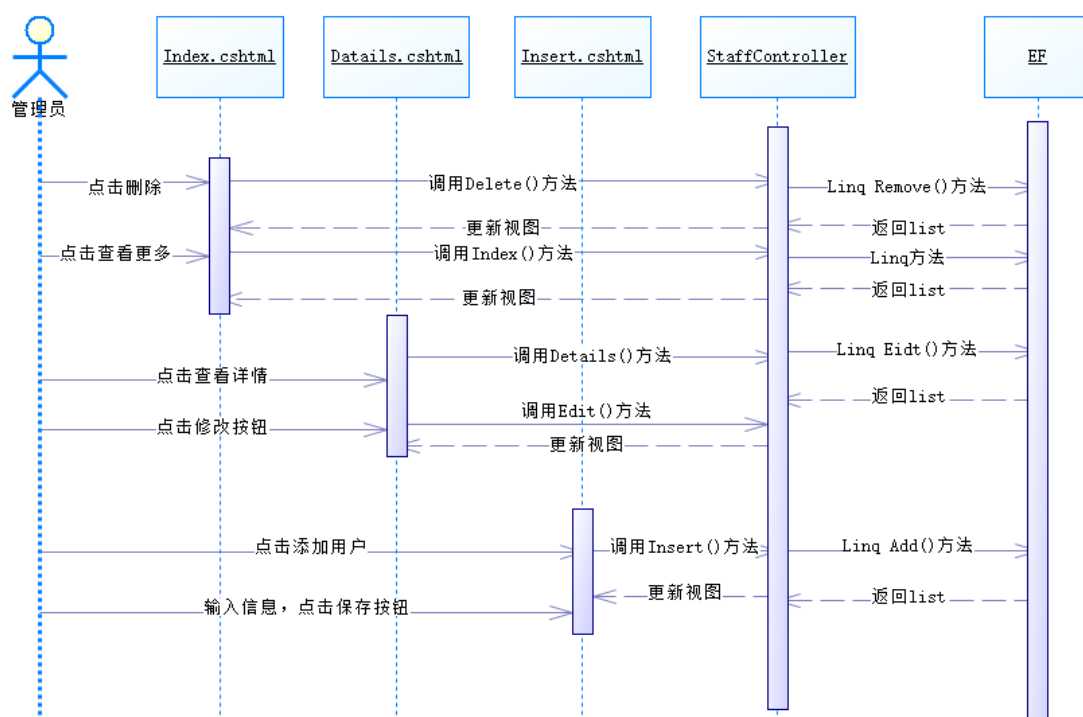 Index.cshtml
Datails.cshtml
Insert.cshtml
StaffController
EF
管理员
点击删除
调用Delete()方法
Linq Remove()方法
更新视图
返回list
点击查看更多
调用Index()方法
Linq方法
更新视图
返回list
调用Details()方法
Linq Eidt()方法
点击查看详情
返回list
调用Edit()方法
点击修改按钮
更新视图
点击添加用户
调用Insert()方法
Linq Add()方法
更新视图
返回list
输入信息，点击保存按钮